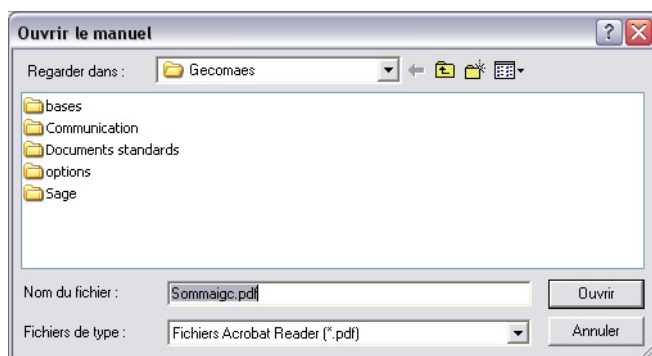 Ouvrir le manuel
Regarder dans :
Gecomaes
bases
Communication
Documents standards
options
Sage
Nom du fichier :
Sommaigc.pdf
Ouvrir
Fichiers de type :
Fichiers Acrobat Reader (*.pdf)
Annuler